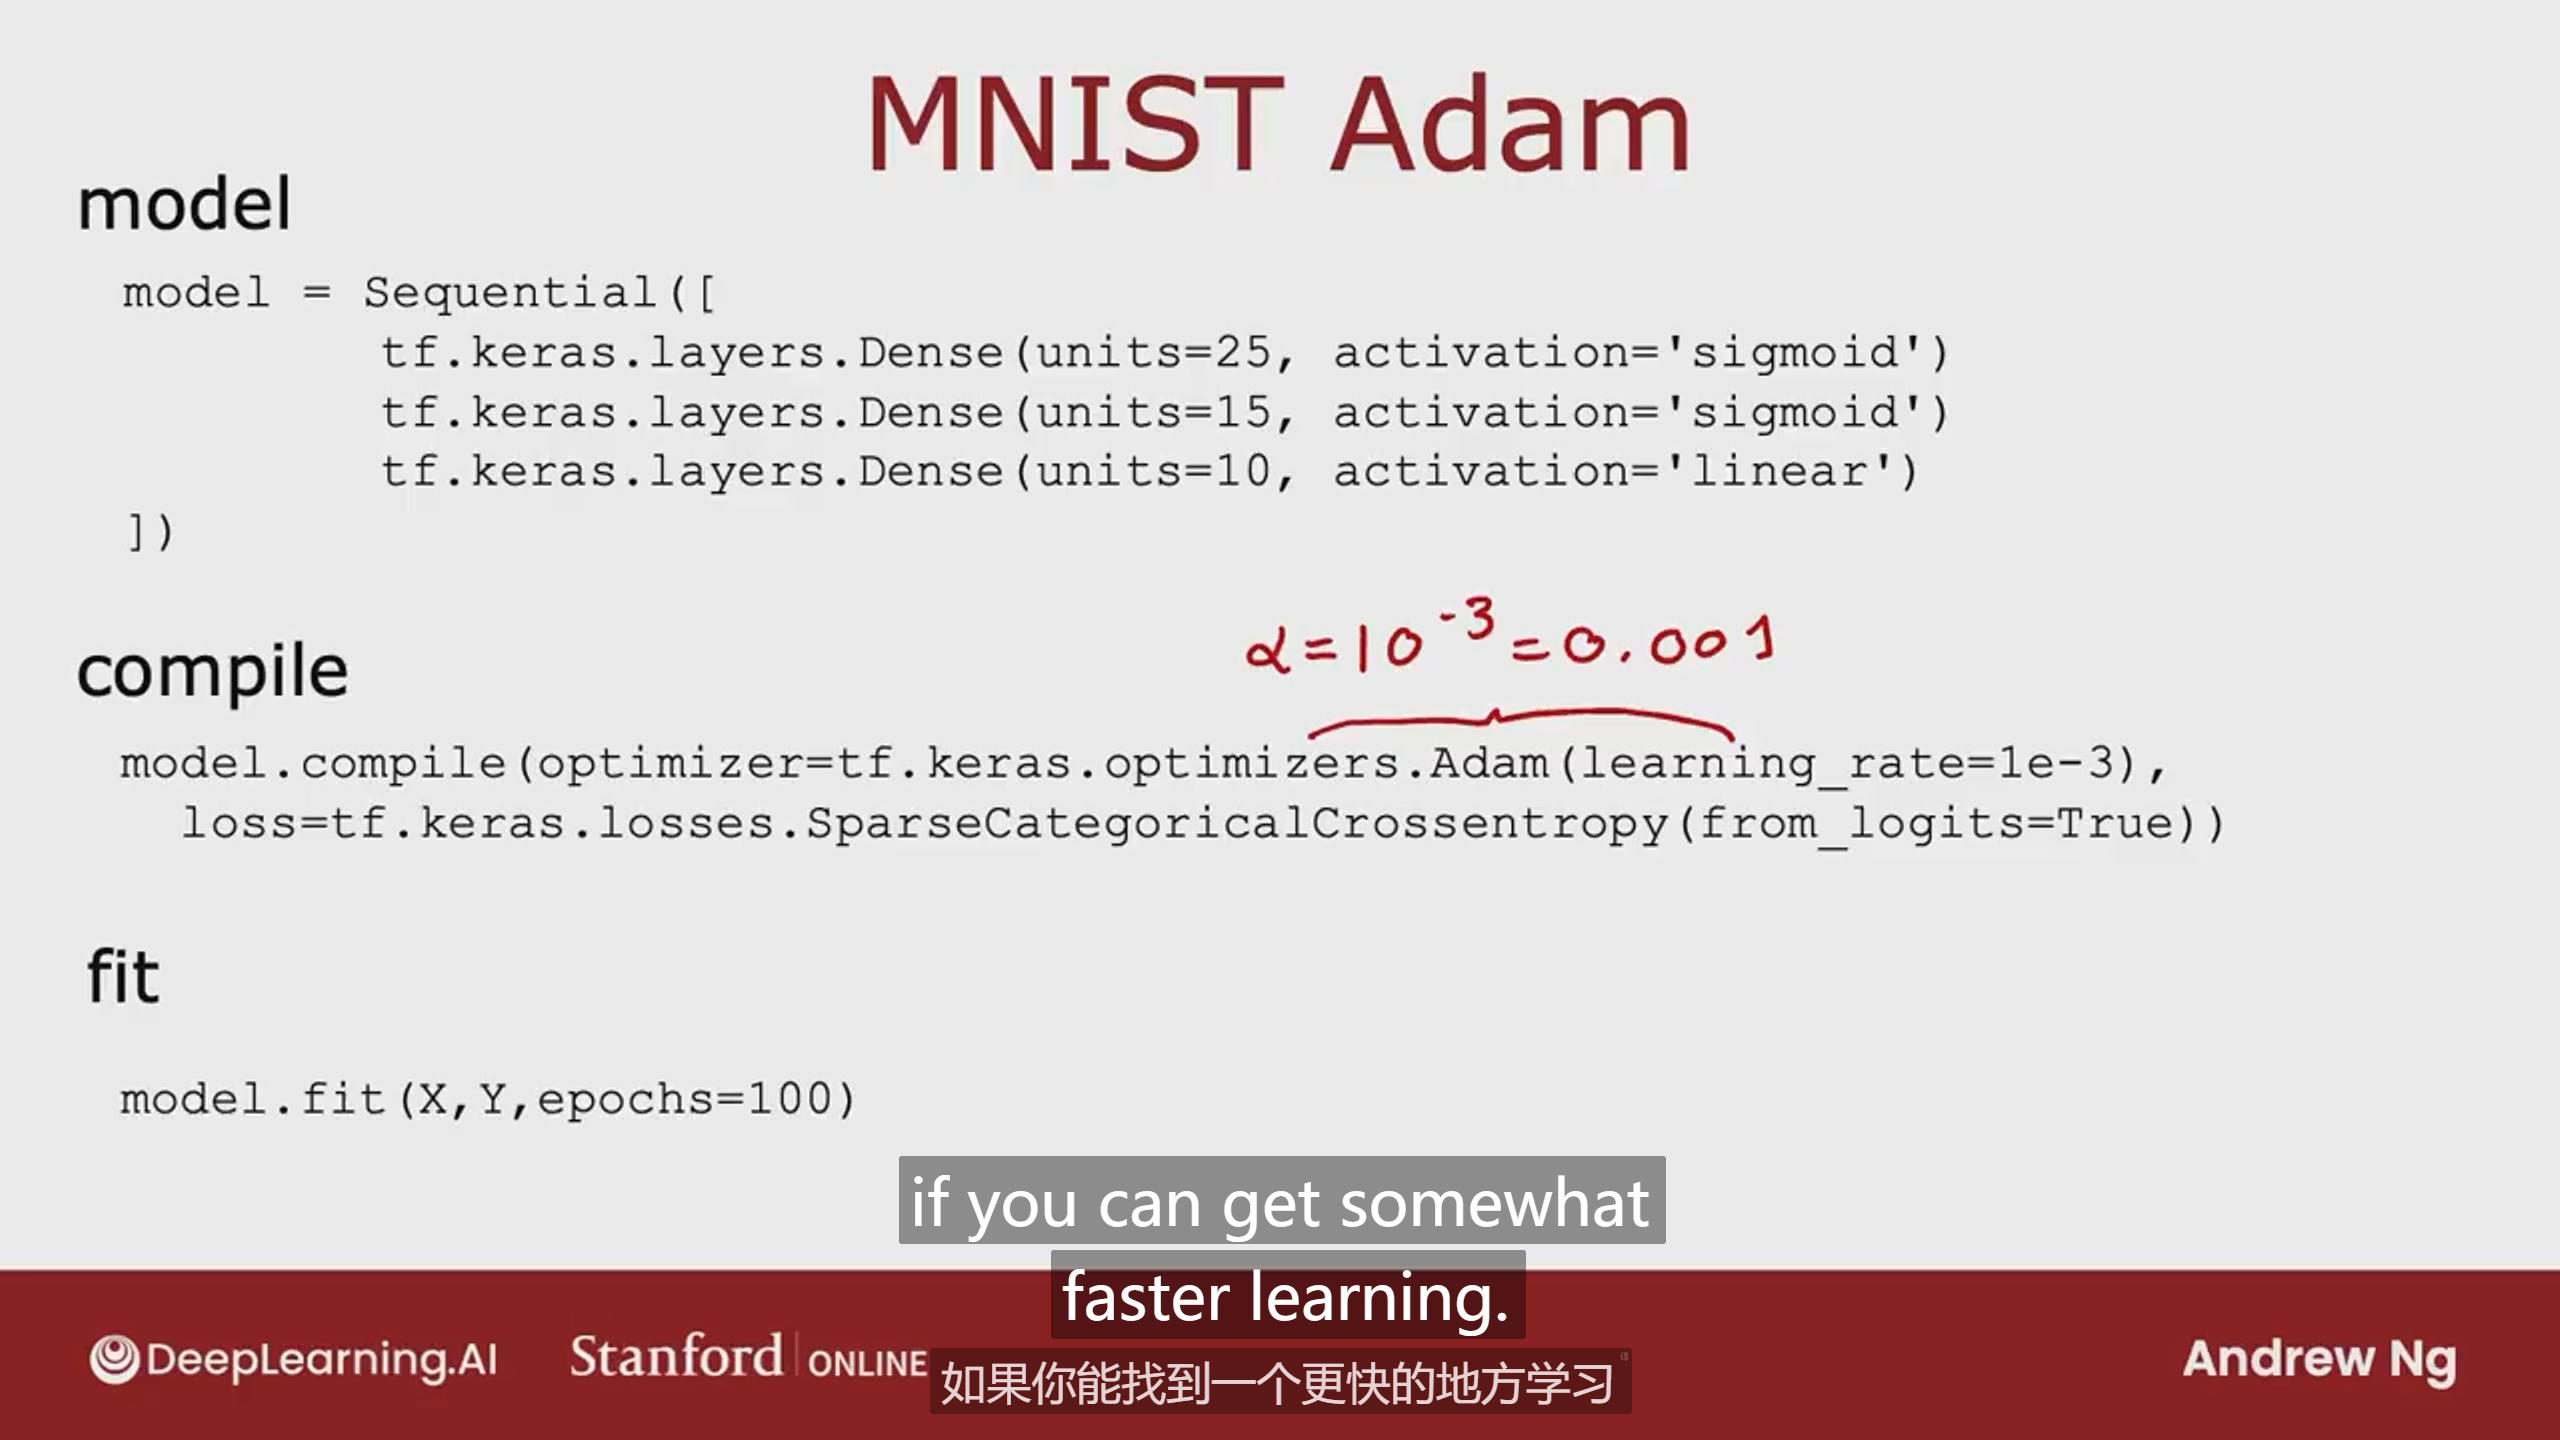 MNIST Adam
model
model = Sequential([
tf.keras.layers.Dense(units=25, activation='sigmoid')
tf.keras.layers.Dense(units=15, activation='sigmoid')
tf.keras.layers.Dense(units=10, activation='linear')
])
α=10⁻³=0.001
compile
model.compile(optimizer=tf.keras.optimizers.Adam(learning_rate=1e-3),
loss=tf.keras.losses.SparseCategoricalCrossentropy(from_logits=True))
fit
model.fit(X,Y,epochs=100)
if you can get somewhat
faster learning.
DeepLearning.AI Stanford ONLINE Andrew Ng
如果你能找到一个更快的地方学习 译